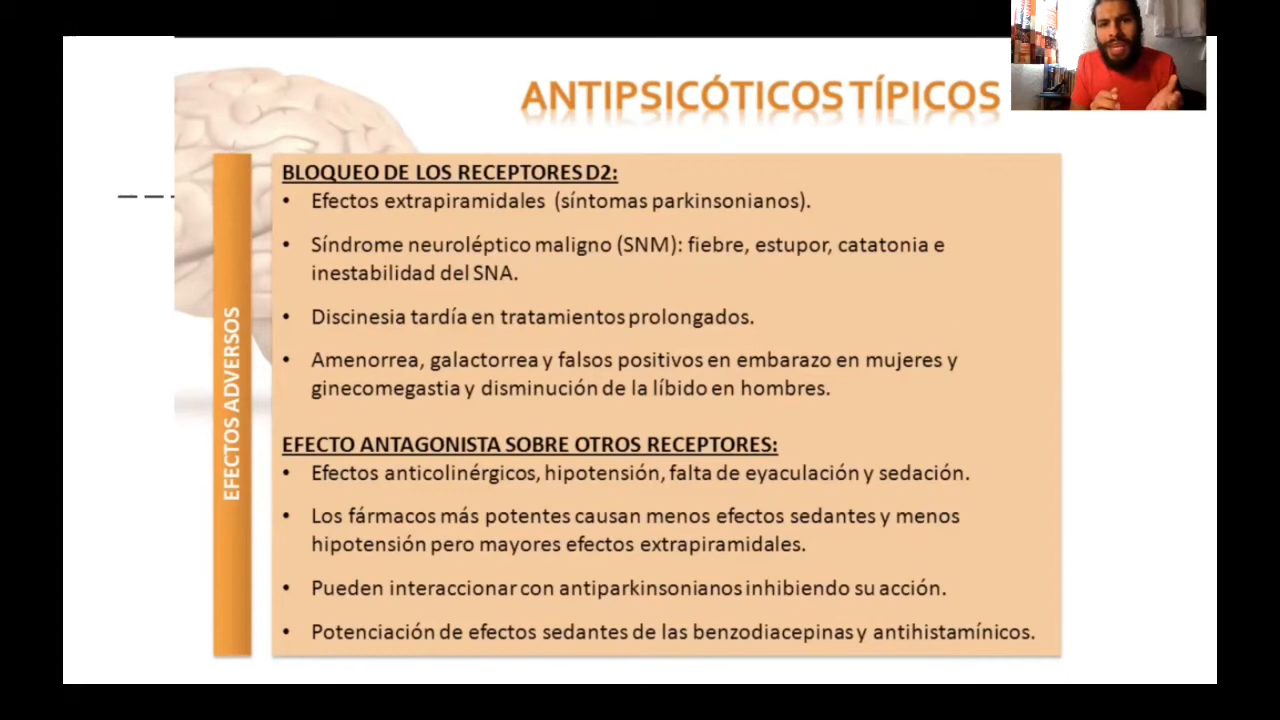 ANTIPSICÓTICOS TÍPICOS
EFECTOS ADVERSOS
BLOQUEO DE LOS RECEPTORES D2:
• Efectos extrapiramidales (síntomas parkinsonianos).
• Síndrome neuroléptico maligno (SNM): fiebre, estupor, catatonia e
inestabilidad del SNA.
• Discinesia tardía en tratamientos prolongados.
• Amenorrea, galactorrea y falsos positivos en embarazo en mujeres y
ginecomegastia y disminución de la líbido en hombres.
EFECTO ANTAGONISTA SOBRE OTROS RECEPTORES:
• Efectos anticolinérgicos, hipotensión, falta de eyaculación y sedación.
• Los fármacos más potentes causan menos efectos sedantes y menos
hipotensión pero mayores efectos extrapiramidales.
• Pueden interaccionar con antiparkinsonianos inhibiendo su acción.
• Potenciación de efectos sedantes de las benzodiacepinas y antihistamínicos.